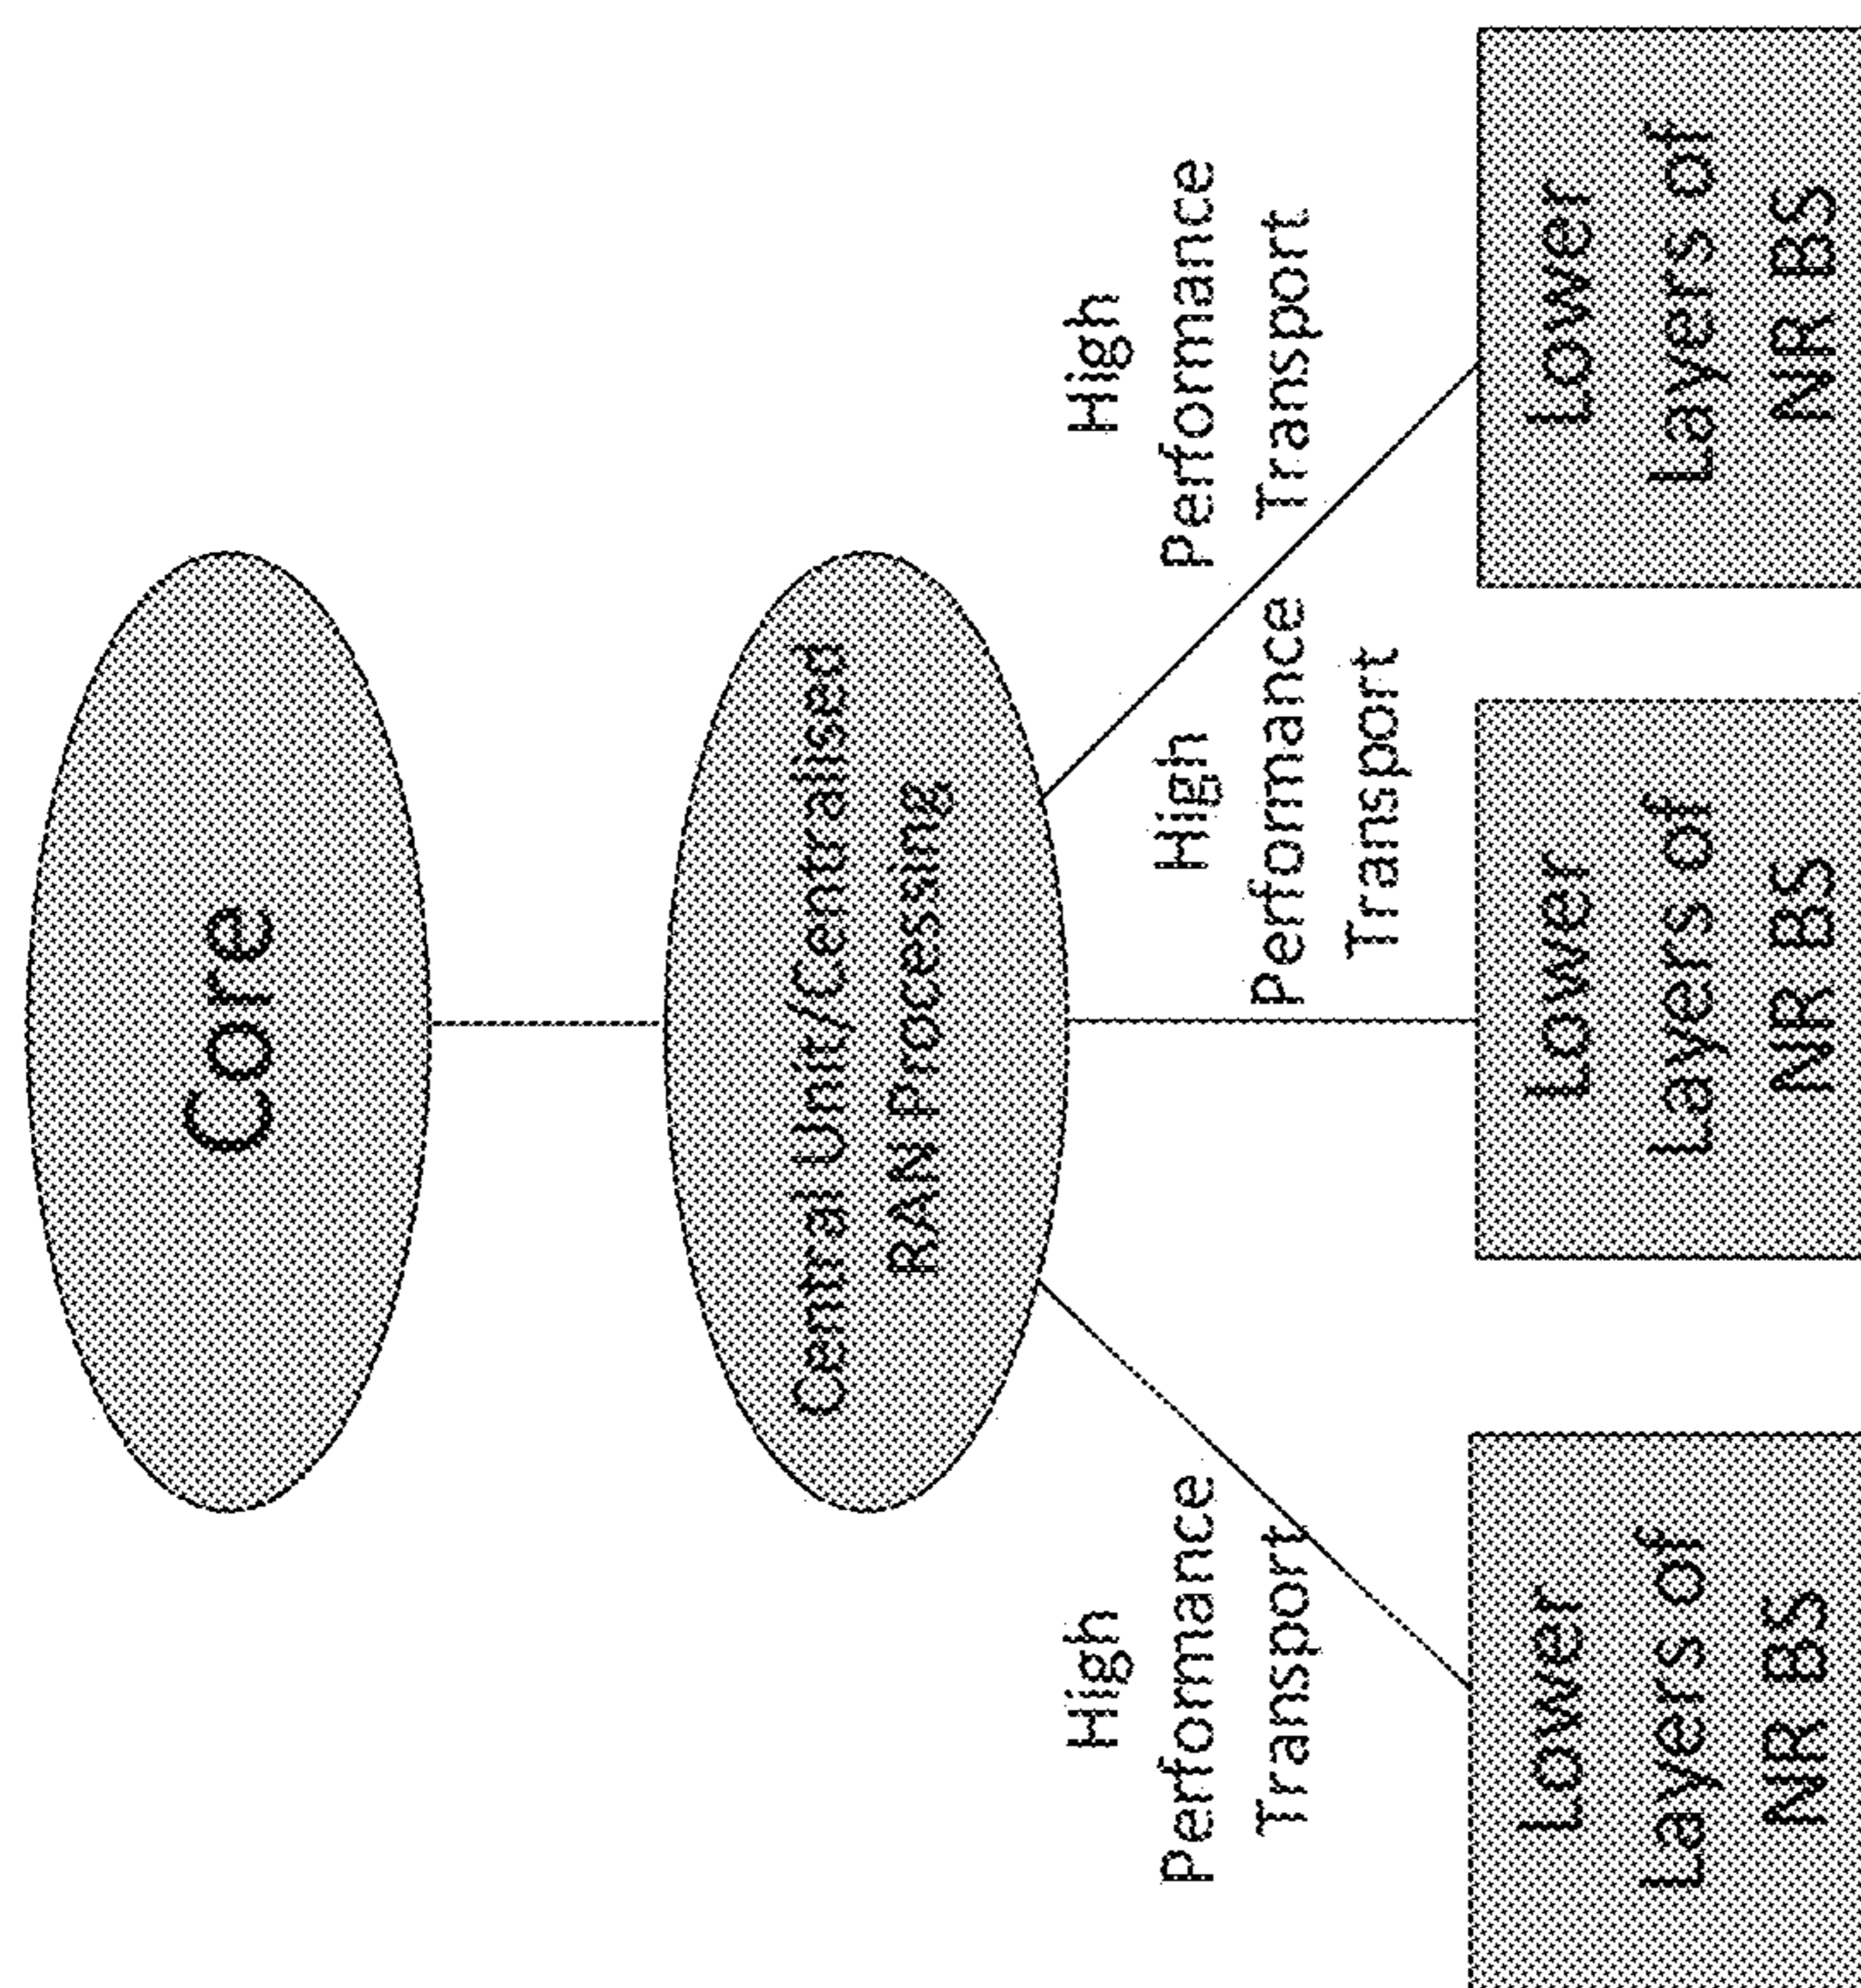 Core
Central Unit/Centralised
RAN Processing
High
Performance
Transport
High
Performance
Transport
High
Performance
Transport
Lower
Layers of
NR BS
Lower
Layers of
NR BS
Lower
Layers of
NR BS